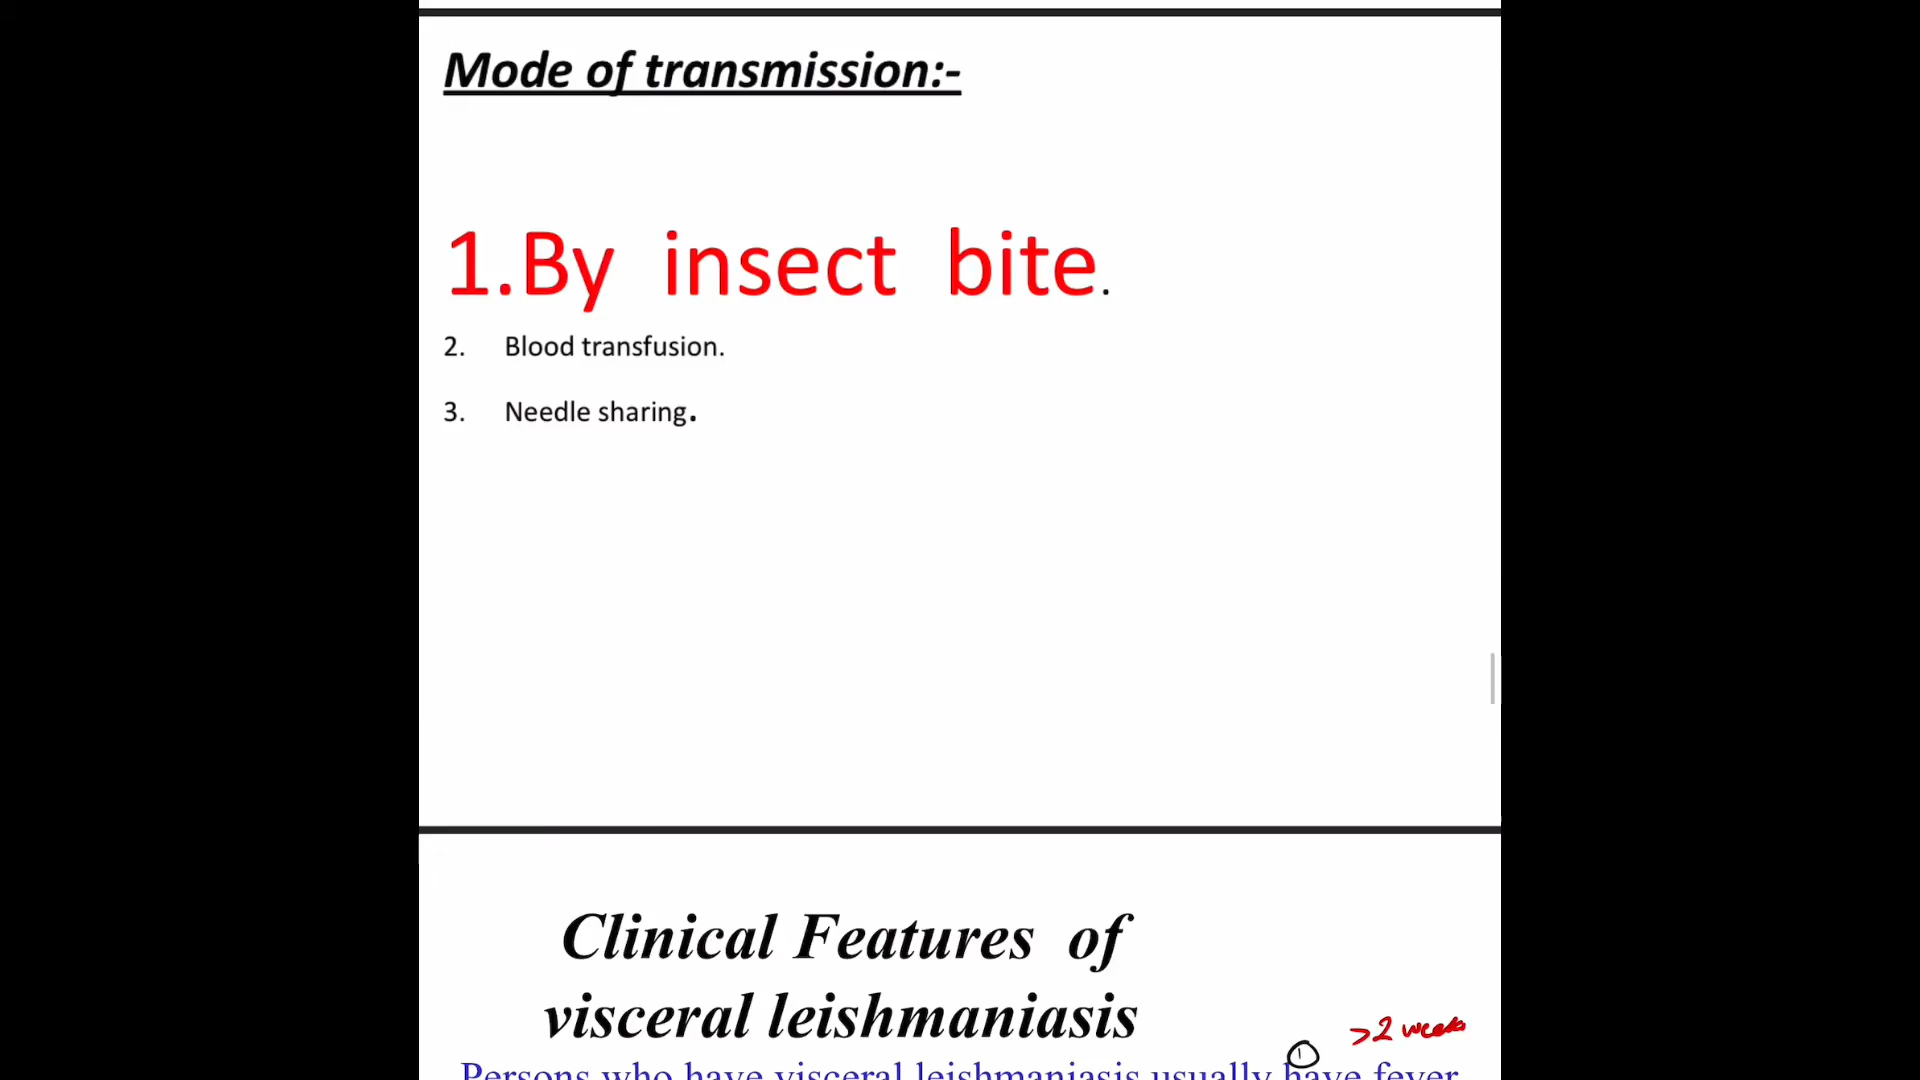 Mode of transmission:-
1.By insect bite.
2. Blood transfusion.
3. Needle sharing.
Clinical Features of
visceral leishmaniasis
>2 weeks
1
Persons who have visceral leishmaniasis usually have fever